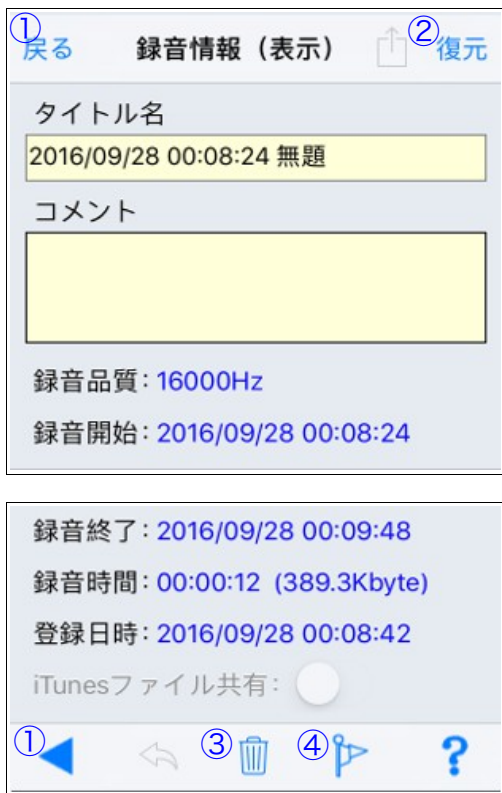 ①戻る 録音情報（表示） ②復元
タイトル名
2016/09/28 00:08:24 無題
コメント
録音品質：16000Hz
録音開始：2016/09/28 00:08:24
録音終了：2016/09/28 00:09:48
録音時間：00:00:12 (389.3Kbyte)
登録日時：2016/09/28 00:08:42
iTunesファイル共有：
① ③ ④ ?